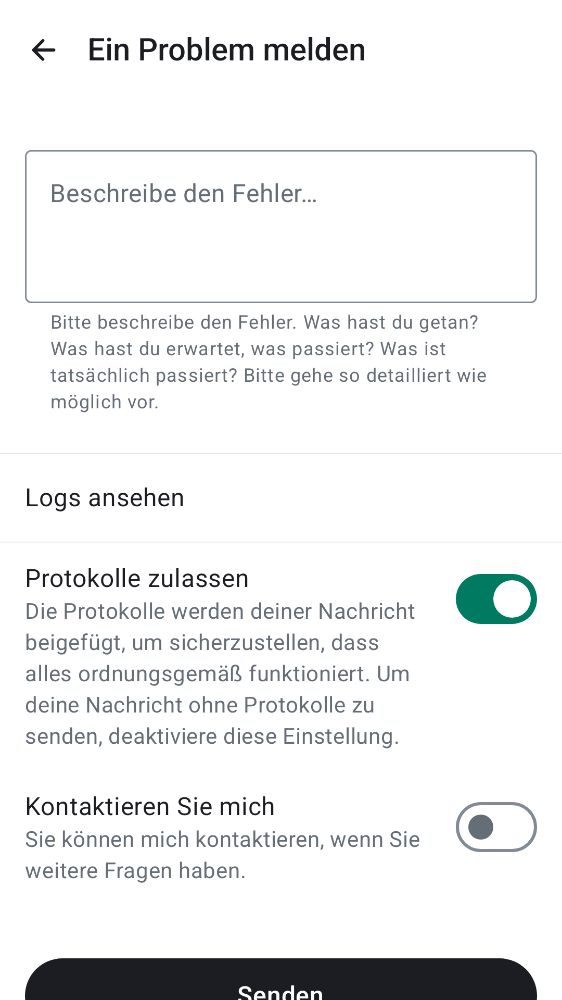 Ein Problem melden
Beschreibe den Fehler…
Bitte beschreibe den Fehler. Was hast du getan?
Was hast du erwartet, was passiert? Was ist
tatsächlich passiert? Bitte gehe so detailliert wie
möglich vor.
Logs ansehen
Protokolle zulassen
Die Protokolle werden deiner Nachricht
beigefügt, um sicherzustellen, dass
alles ordnungsgemäß funktioniert. Um
deine Nachricht ohne Protokolle zu
senden, deaktiviere diese Einstellung.
Kontaktieren Sie mich
Sie können mich kontaktieren, wenn Sie
weitere Fragen haben.
Senden